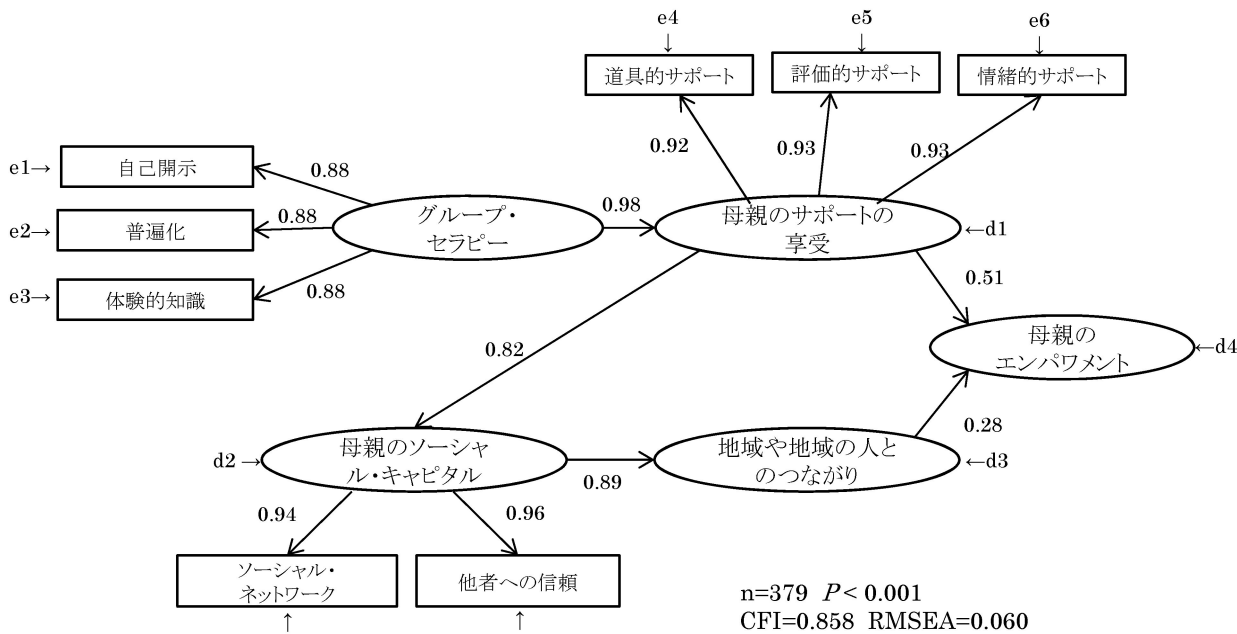 e4
↓
道具的サポート
e5
↓
評価的サポート
e6
↓
情緒的サポート
0.92
0.93
0.93
e1→
自己開示
0.88
e2→
普遍化
0.88
e3→
体験的知識
0.88
グループ・
セラピー
0.98
母親のサポートの
享受
←d1
0.51
0.82
母親の
エンパワメント
←d4
0.28
d2→
母親のソーシャ
ル・キャピタル
0.89
地域や地域の人と
のつながり
←d3
0.94
0.96
ソーシャル・
ネットワーク
↑
他者への信頼
↑
n=379 P < 0.001
CFI=0.858 RMSEA=0.060